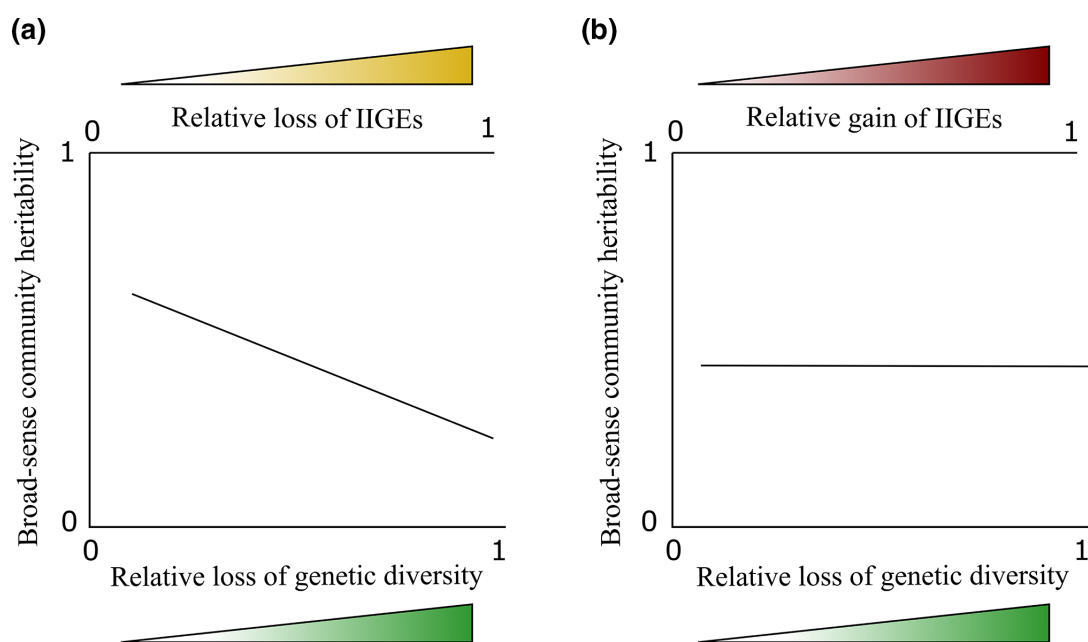 (a)
Relative loss of IIGEs
0
1
1
Broad-sense community heritability
0
0
1
Relative loss of genetic diversity
(b)
Relative gain of IIGEs
0
1
1
Broad-sense community heritability
0
0
1
Relative loss of genetic diversity